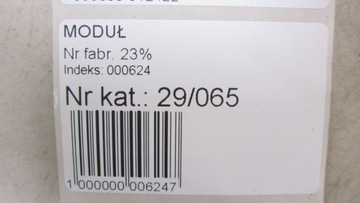 MODUŁ
Nr fabr. 23%
Indeks: 000624
Nr kat.: 29/065
1 000000 006247